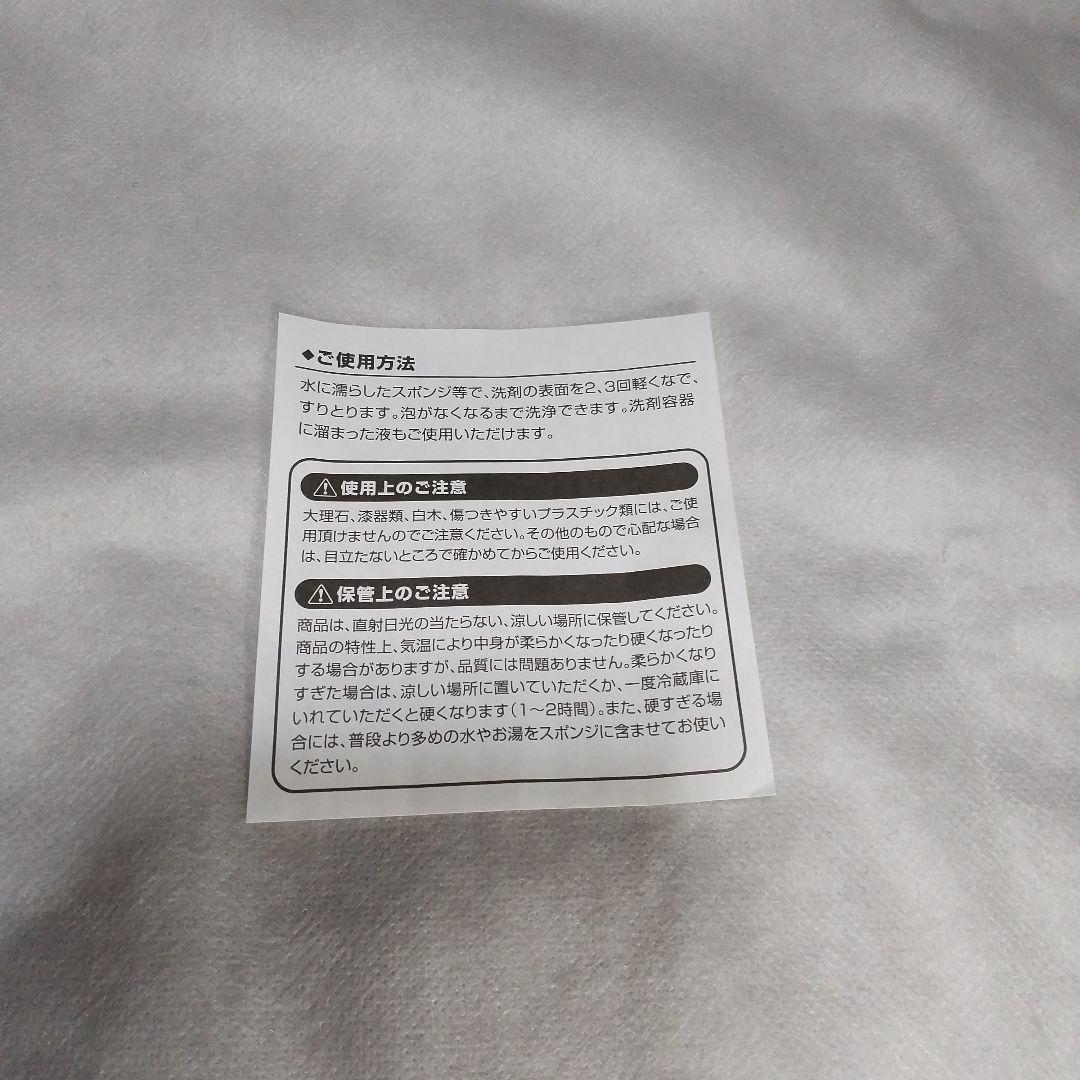 ◆ご使用方法
水に濡らしたスポンジ等で、洗剤の表面を2、3回軽くなで、
すりとります。泡がなくなるまで洗浄できます。洗剤容器
に溜まった液もご使用いただけます。
⚠使用上のご注意
大理石、漆器類、白木、傷つきやすいプラスチック類には、ご使
用頂けませんのでご注意ください。その他のもので心配な場合
は、目立たないところで確かめてからご使用ください。
⚠保管上のご注意
商品は、直射日光の当たらない、涼しい場所に保管してください。
商品の特性上、気温により中身が柔らかくなったり硬くなったり
する場合がありますが、品質には問題ありません。柔らかくなり
すぎた場合は、涼しい場所に置いていただくか、一度冷蔵庫に
いれていただくと硬くなります(1〜2時間)。また、硬すぎる場
合には、普段より多めの水やお湯をスポンジに含ませてお使い
ください。